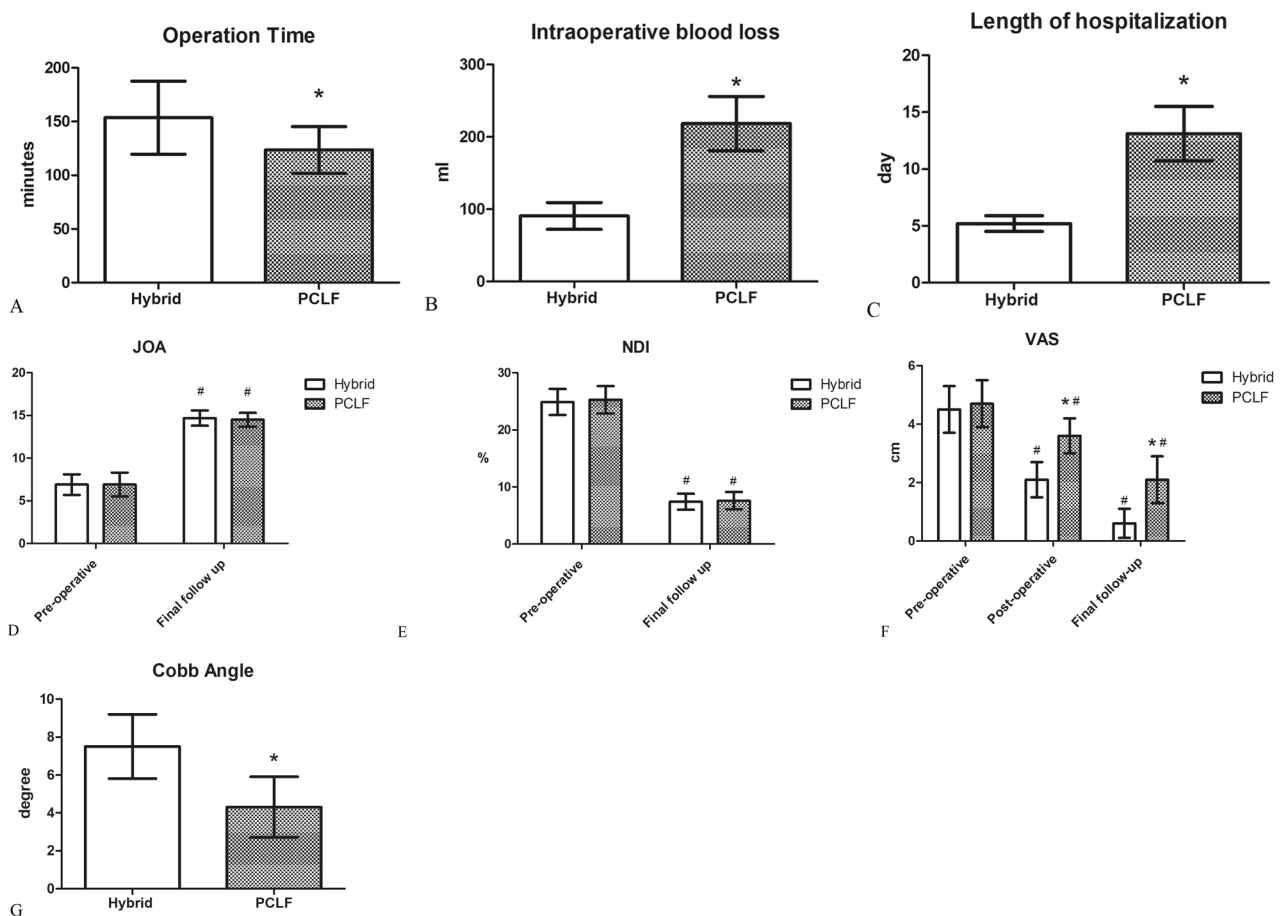 Operation Time
200
150
100
50
0
minutes
*
Hybrid PCLF
A
Intraoperative blood loss
300
200
100
0
ml
*
Hybrid PCLF
B
Length of hospitalization
20
15
10
5
0
day
*
Hybrid PCLF
C
JOA
20
15
10
5
0
# #
Hybrid
PCLF
Pre-operative Final follow up
D
NDI
30
20
10
0
%
# #
Hybrid
PCLF
Pre-operative Final follow up
E
VAS
6
4
2
0
cm
# *# # *#
Hybrid
PCLF
Pre-operative Post-operative Final follow-up
F
Cobb Angle
10
8
6
4
2
0
degree
*
Hybrid PCLF
G